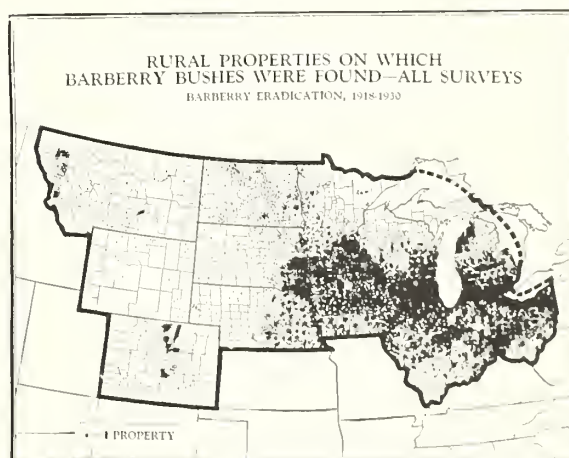 RURAL PROPERTIES ON WHICH
BARBERRY BUSHES WERE FOUND—ALL SURVEYS
BARBERRY ERADICATION, 1918-1930
• = 1 PROPERTY